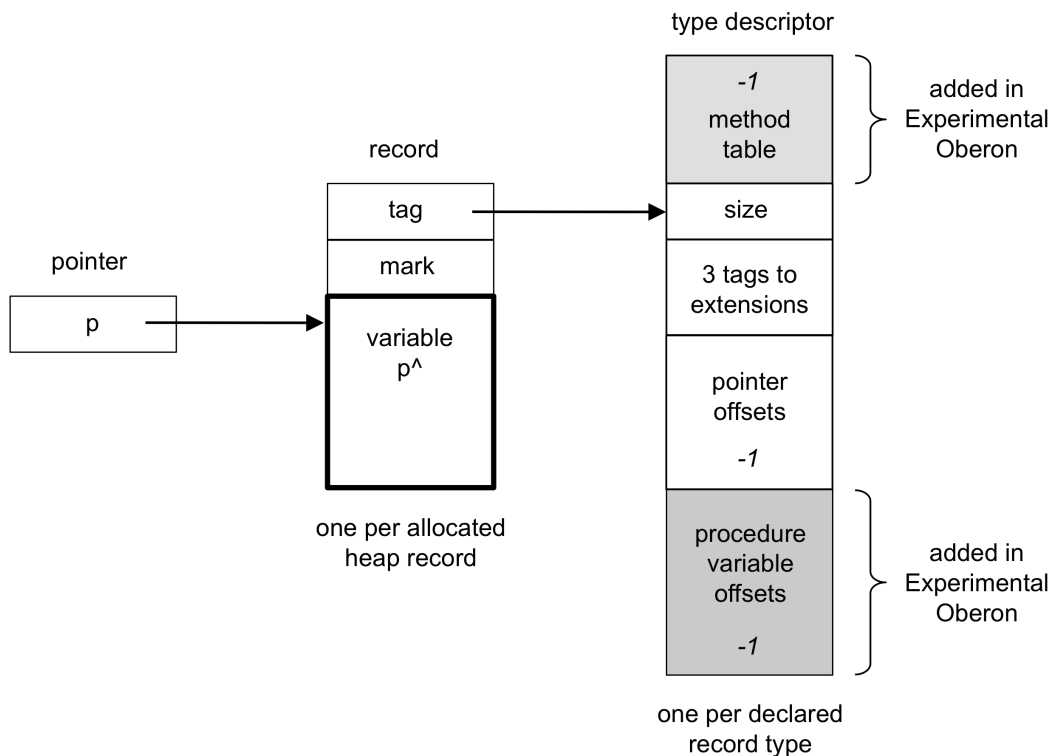 pointer
p
record
tag
mark
variable
p^
one per allocated
heap record
type descriptor
-1
method
table
size
3 tags to
extensions
pointer
offsets
-1
procedure
variable
offsets
-1
one per declared
record type
added in
Experimental
Oberon
added in
Experimental
Oberon